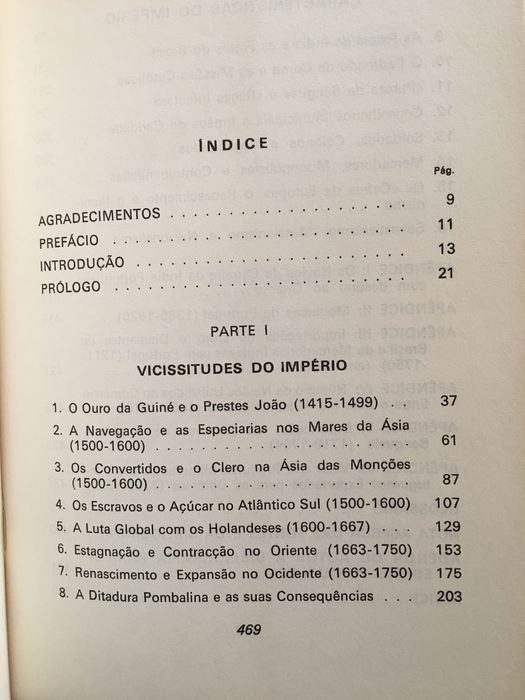 ÍNDICE
Pág.
AGRADECIMENTOS . . . . . . . . . . . . . . . . . 9
PREFÁCIO . . . . . . . . . . . . . . . . . . . . 11
INTRODUÇÃO . . . . . . . . . . . . . . . . . . . 13
PRÓLOGO . . . . . . . . . . . . . . . . . . . . 21
PARTE I
VICISSITUDES DO IMPÉRIO
1. O Ouro da Guiné e o Prestes João (1415-1499) . . 37
2. A Navegação e as Especiarias nos Mares da Ásia
(1500-1600) . . . . . . . . . . . . . . . . . . 61
3. Os Convertidos e o Clero na Ásia das Monções
(1500-1600) . . . . . . . . . . . . . . . . . . 87
4. Os Escravos e o Açúcar no Atlântico Sul (1500-1600) 107
5. A Luta Global com os Holandeses (1600-1667) . . . 129
6. Estagnação e Contracção no Oriente (1663-1750) 153
7. Renascimento e Expansão no Ocidente (1663-1750) 175
8. A Ditadura Pombalina e as suas Consequências . . . 203
469